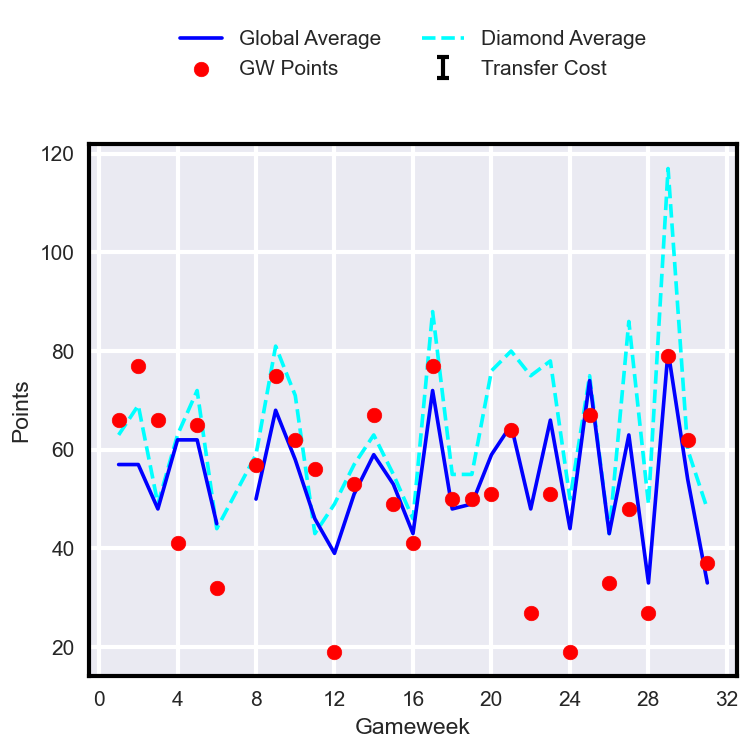 Global Average
Diamond Average
GW Points
Transfer Cost
120
100
80
60
40
20
Points
0 4 8 12 16 20 24 28 32
Gameweek